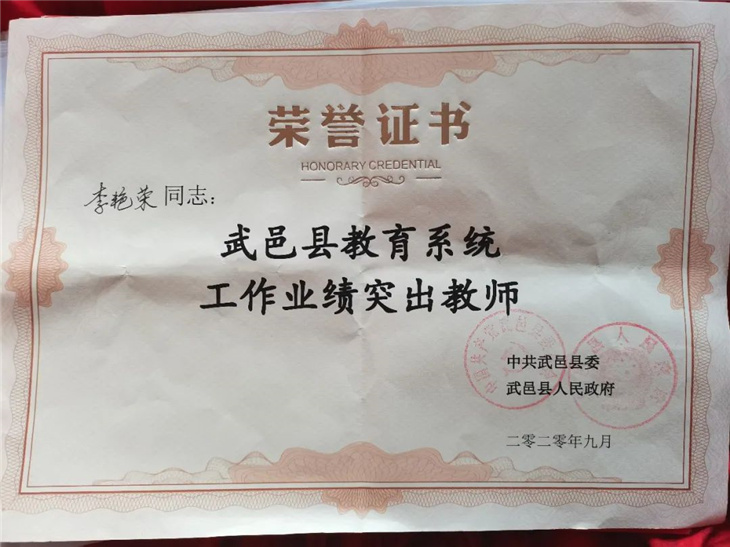 荣誉证书
HONORARY CREDENTIAL
李艳荣同志：
武邑县教育系统
工作业绩突出教师
中共武邑县委
武邑县人民政府
二零二零年九月